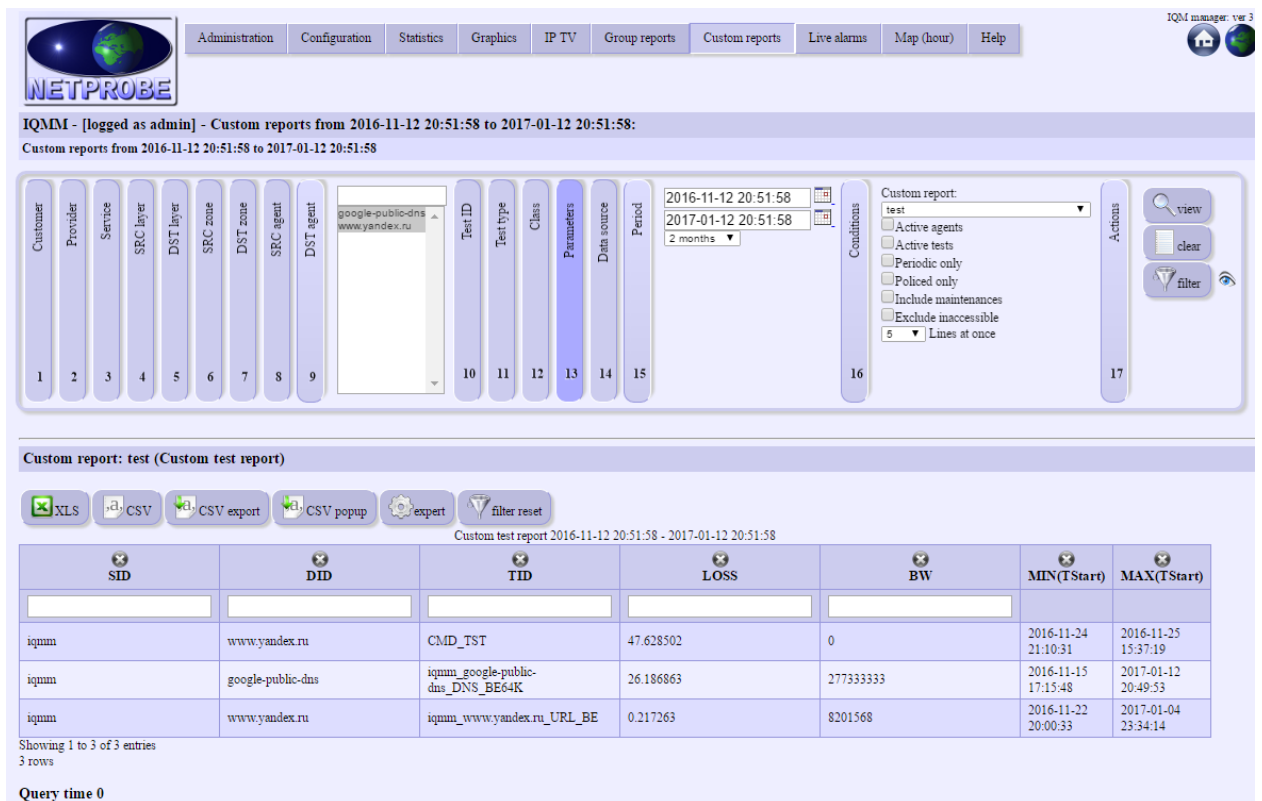 IQM manager: ver 3
NETPROBE
Administration Configuration Statistics Graphics IP TV Group reports Custom reports Live alarms Map (hour) Help
IQMM - [logged as admin] - Custom reports from 2016-11-12 20:51:58 to 2017-01-12 20:51:58:
Custom reports from 2016-11-12 20:51:58 to 2017-01-12 20:51:58
Customer 1
Provider 2
Service 3
SRC layer 4
DST layer 5
SRC zone 6
DST zone 7
SRC agent 8
DST agent 9
google-public-dns
www.yandex.ru
Test ID 10
Test type 11
Class 12
Parameters 13
Data source 14
Period 15
2016-11-12 20:51:58
2017-01-12 20:51:58
2 months
Conditions 16
Custom report:
test
Active agents
Active tests
Periodic only
Policed only
Include maintenances
Exclude inaccessible
5 Lines at once
Actions 17
view
clear
filter
Custom report: test (Custom test report)
XLS CSV CSV export CSV popup expert filter reset
Custom test report 2016-11-12 20:51:58 - 2017-01-12 20:51:58
SID DID TID LOSS BW MIN(TStart) MAX(TStart)
iqmm www.yandex.ru CMD_TST 47.628502 0 2016-11-24 21:10:31 2016-11-25 15:37:19
iqmm google-public-dns iqmm_google-public-dns_DNS_BE64K 26.186863 277333333 2016-11-15 17:15:48 2017-01-12 20:49:53
iqmm www.yandex.ru iqmm_www.yandex.ru_URL_BE 0.217263 8201568 2016-11-22 20:00:33 2017-01-04 23:34:14
Showing 1 to 3 of 3 entries
3 rows
Query time 0